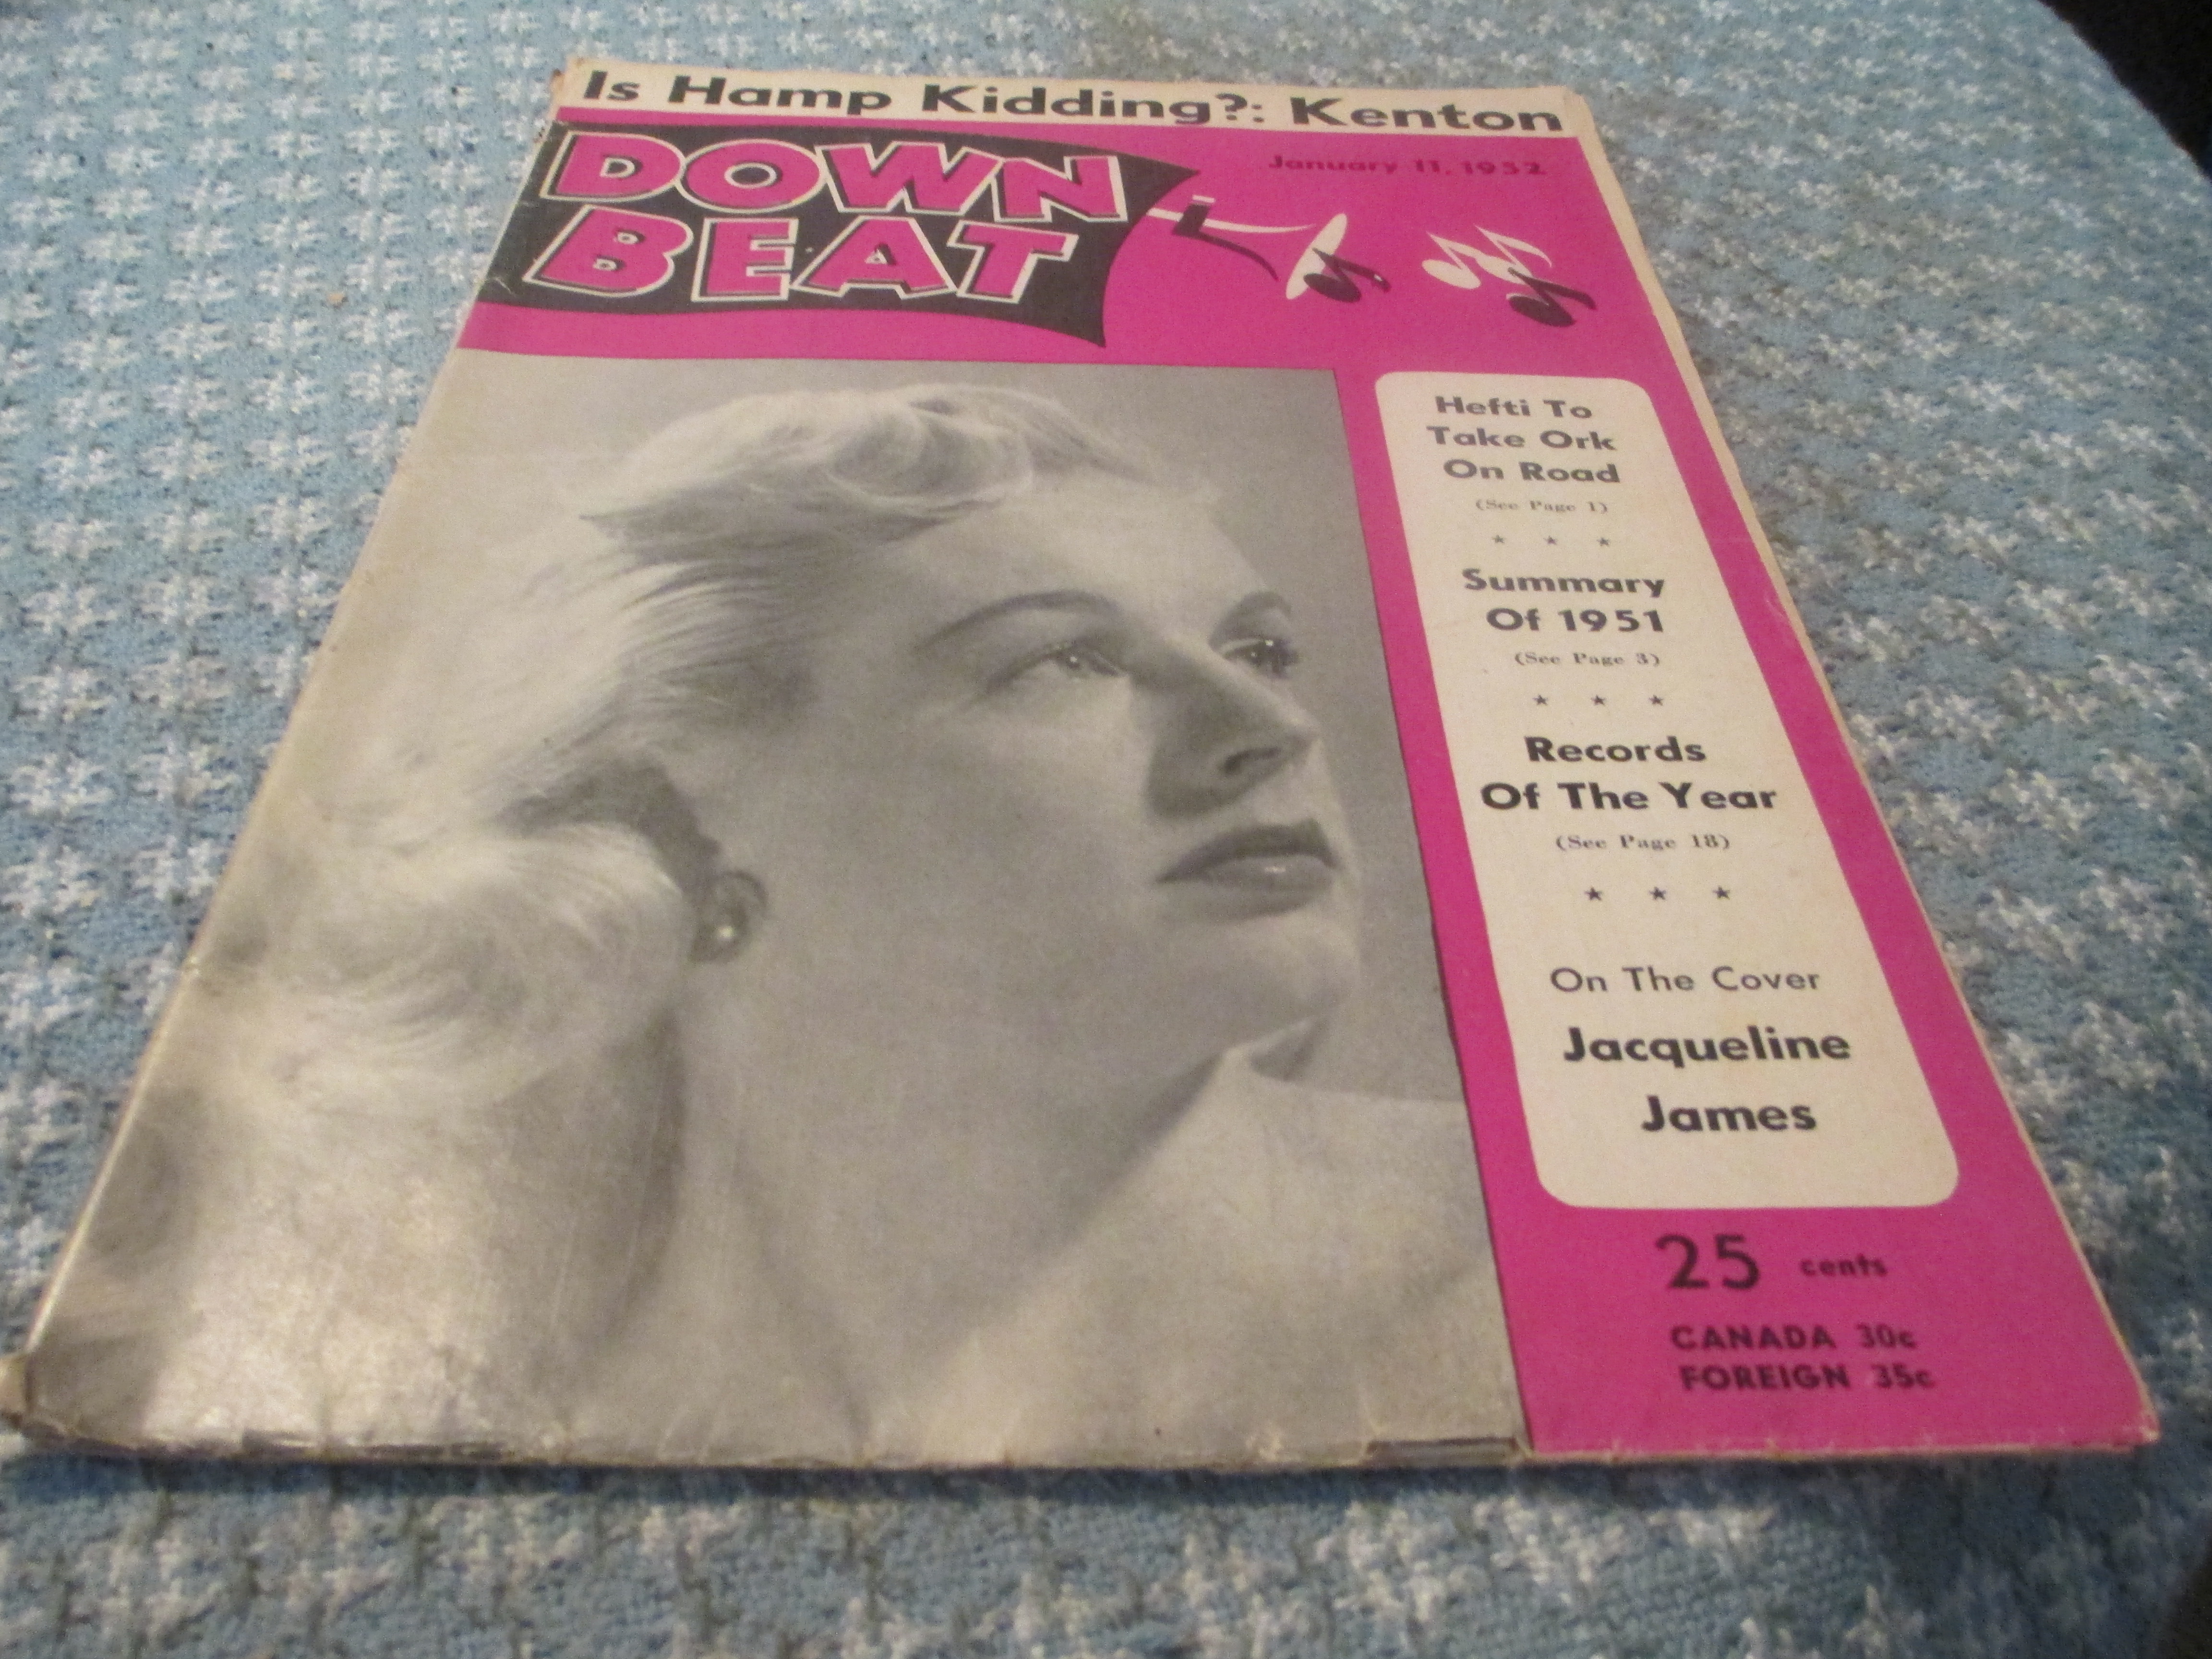 Is Hamp Kidding?: Kenton
DOWN
BEAT
January 11, 1952
Hefti To
Take Ork
On Road
(See Page 1)
* * *
Summary
Of 1951
(See Page 3)
* * *
Records
Of The Year
(See Page 18)
* * *
On The Cover
Jacqueline
James
25 cents
CANADA 30c
FOREIGN 35c